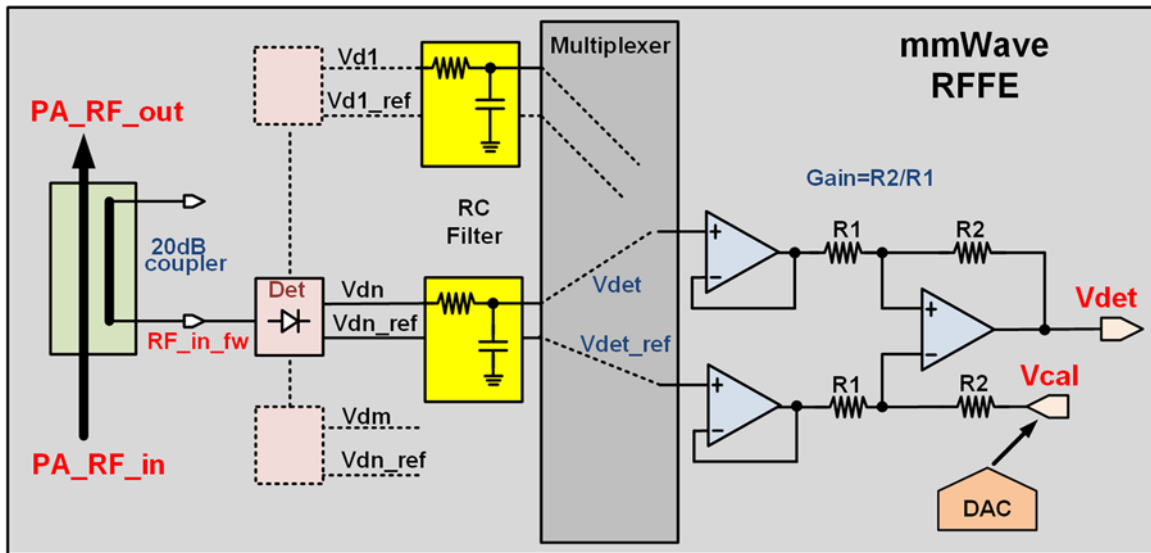 mmWave
RFFE
Multiplexer
Vd1
Vd1_ref
PA_RF_out
Gain=R2/R1
RC
Filter
R1
R2
20dB
coupler
Det
Vdn
Vdn_ref
RF_in_fw
Vdet
Vdet_ref
+
−
+
−
Vdet
+
−
R1
R2
Vcal
Vdm
Vdn_ref
PA_RF_in
DAC